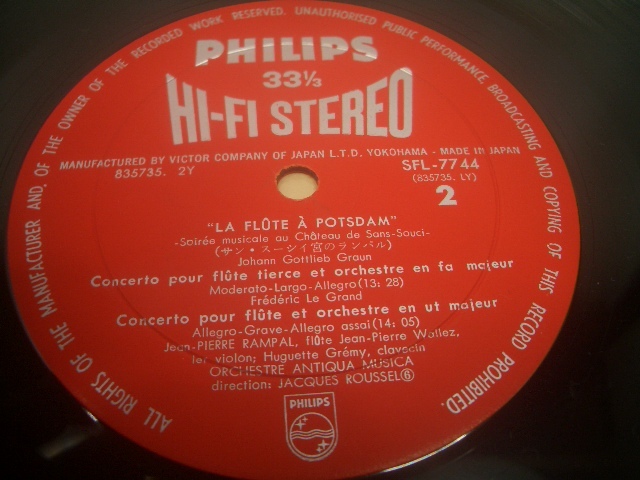 ALL RIGHTS OF THE MANUFACTURER AND OF THE OWNER OF THE RECORDED WORK RESERVED. UNAUTHORISED PUBLIC PERFORMANCE, BROADCASTING AND COPYING OF THIS RECORD PROHIBITED.
PHILIPS
33⅓
HI-FI STEREO
MANUFACTURED BY VICTOR COMPANY OF JAPAN L.T.D. YOKOHAMA - MADE IN JAPAN
835735. 2Y
SFL-7744
(835735. LY)
2
"LA FLÛTE À POTSDAM"
-Soirée musicale au Château de Sans-Souci-
(サン・スーシイ宮のランパル)
Johann Gottlieb Graun
Concerto pour flûte tierce et orchestre en fa majeur
Moderato-Largo-Allegro(13: 28)
Frédéric Le Grand
Concerto pour flûte et orchestre en ut majeur
Allegro-Grave-Allegro assai(14: 05)
Jean-PIERRE RAMPAL, flûte Jean-Pierre Wallez,
ler violon; Huguette Grémy, clavecin
ORCHESTRE ANTIQUA MUSICA
direction: JACQUES ROUSSEL⑥
PHILIPS